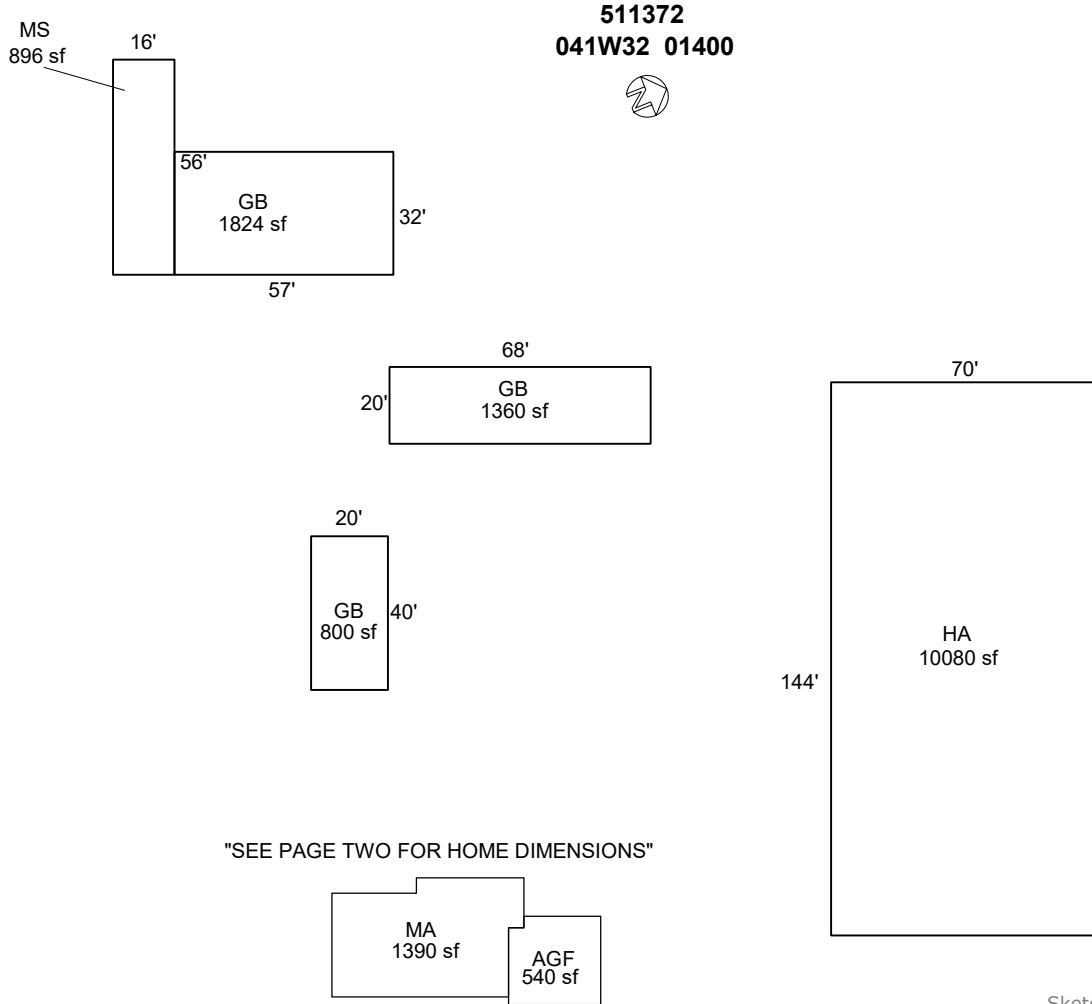 511372
041W32 01400
MS
896 sf
16'
56'
GB
1824 sf
32'
57'
68'
20'
GB
1360 sf
70'
20'
GB
800 sf
40'
HA
10080 sf
144'
"SEE PAGE TWO FOR HOME DIMENSIONS"
MA
1390 sf
AGF
540 sf